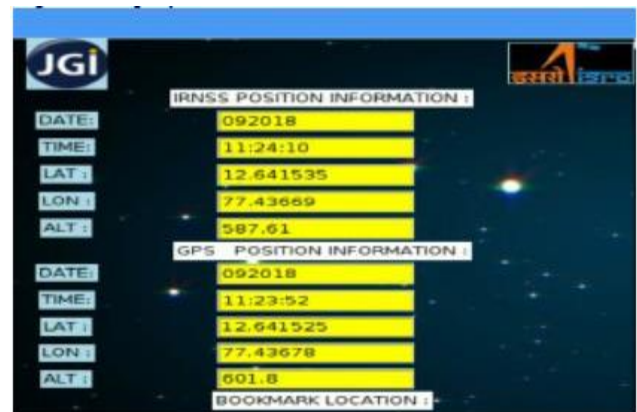 JGi
इसरो isro
IRNSS POSITION INFORMATION :
DATE: 092018
TIME: 11:24:10
LAT : 12.641535
LON : 77.43669
ALT : 587.61
GPS POSITION INFORMATION :
DATE: 092018
TIME: 11:23:52
LAT : 12.641525
LON : 77.43678
ALT : 601.8
BOOKMARK LOCATION :